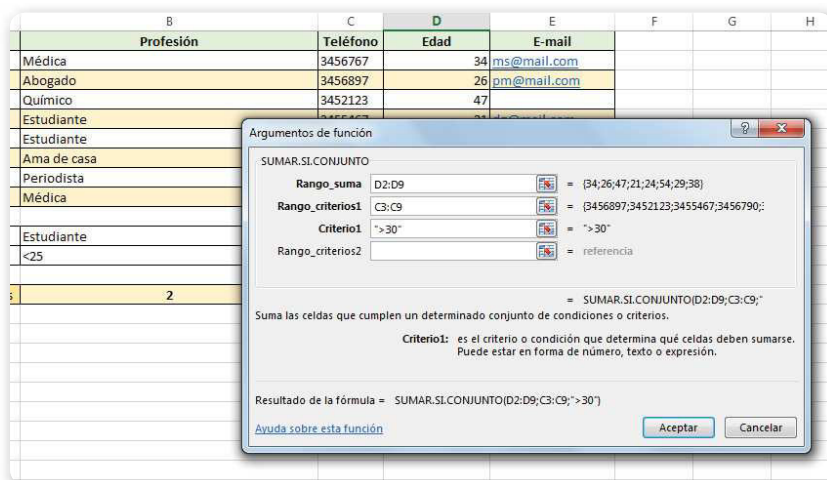 B C D E F G H
Profesión Teléfono Edad E-mail
Médica 3456767 34 ms@mail.com
Abogado 3456897 26 pm@mail.com
Químico 3452123 47
Estudiante
Estudiante
Ama de casa
Periodista
Médica
Estudiante
<25
2
Argumentos de función
SUMAR.SI.CONJUNTO
Rango_suma D2:D9 = {34;26;47;21;24;54;29;38}
Rango_criterios1 C3:C9 = {3456897;3452123;3455467;3456790;
Criterio1 ">30" = ">30"
Rango_criterios2 = referencia
= SUMAR.SI.CONJUNTO(D2:D9;C3:C9;"
Suma las celdas que cumplen un determinado conjunto de condiciones o criterios.
Criterio1: es el criterio o condición que determina qué celdas deben sumarse.
Puede estar en forma de número, texto o expresión.
Resultado de la fórmula = SUMAR.SI.CONJUNTO(D2:D9;C3:C9;">30")
Ayuda sobre esta función Aceptar Cancelar